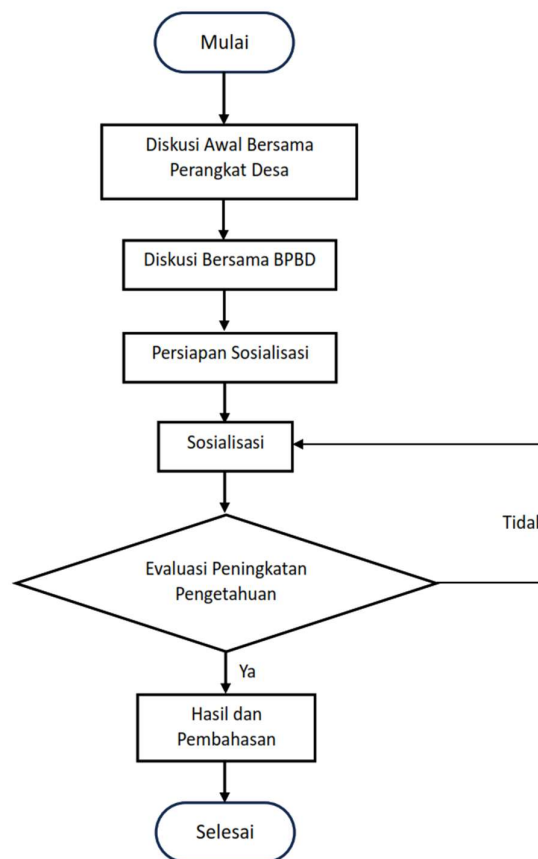 Mulai
Diskusi Awal Bersama
Perangkat Desa
Diskusi Bersama BPBD
Persiapan Sosialisasi
Sosialisasi
Evaluasi Peningkatan
Pengetahuan
Ya
Hasil dan
Pembahasan
Selesai